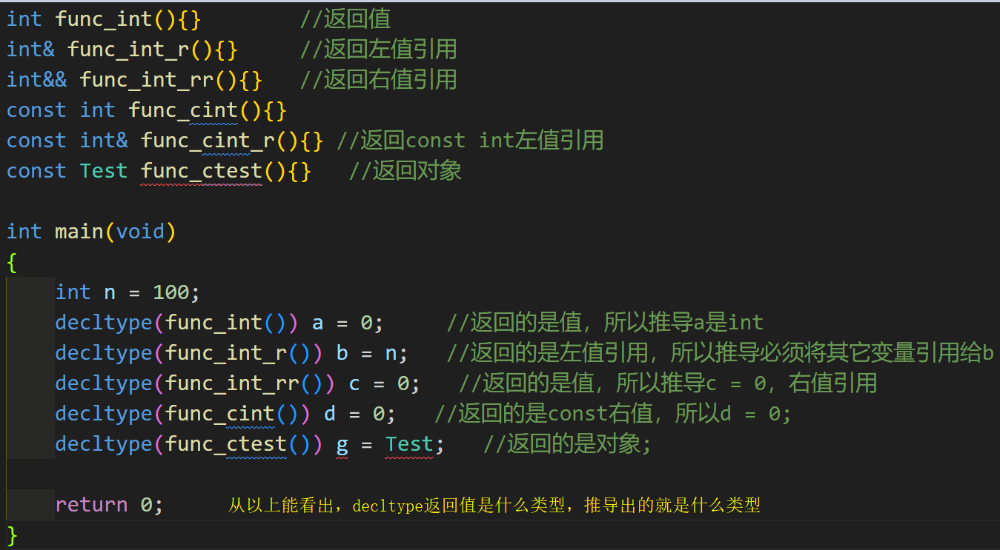 int func_int(){}        //返回值
int& func_int_r(){}     //返回左值引用
int&& func_int_rr(){}   //返回右值引用
const int func_cint(){}
const int& func_cint_r(){} //返回const int左值引用
const Test func_ctest(){}   //返回对象
int main(void)
{
    int n = 100;
    decltype(func_int()) a = 0;     //返回的是值，所以推导a是int
    decltype(func_int_r()) b = n;   //返回的是左值引用，所以推导必须将其它变量引用给b
    decltype(func_int_rr()) c = 0;   //返回的是值，所以推导c = 0，右值引用
    decltype(func_cint()) d = 0;   //返回的是const右值，所以d = 0;
    decltype(func_ctest()) g = Test;   //返回的是对象;
    return 0;     从以上能看出，decltype返回值是什么类型，推导出的就是什么类型
}